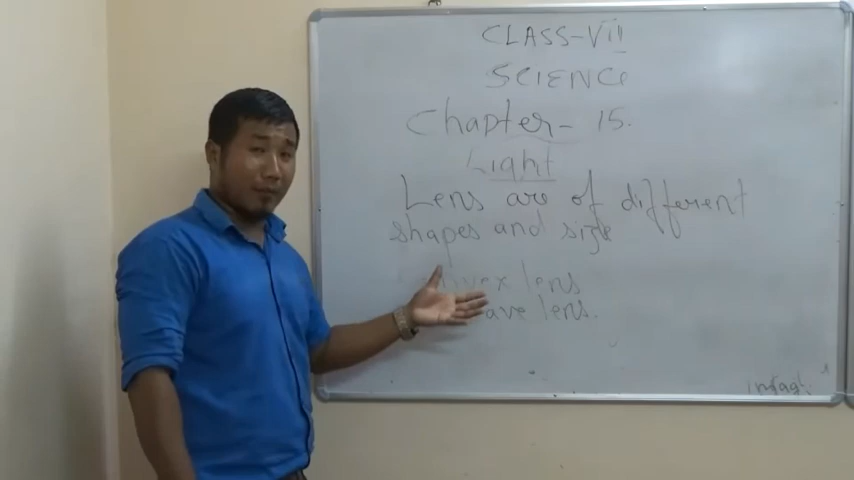 CLASS-VII
SCIENCE
Chapter- 15.
Light
Lens are of different
shapes and size
lens
lens.